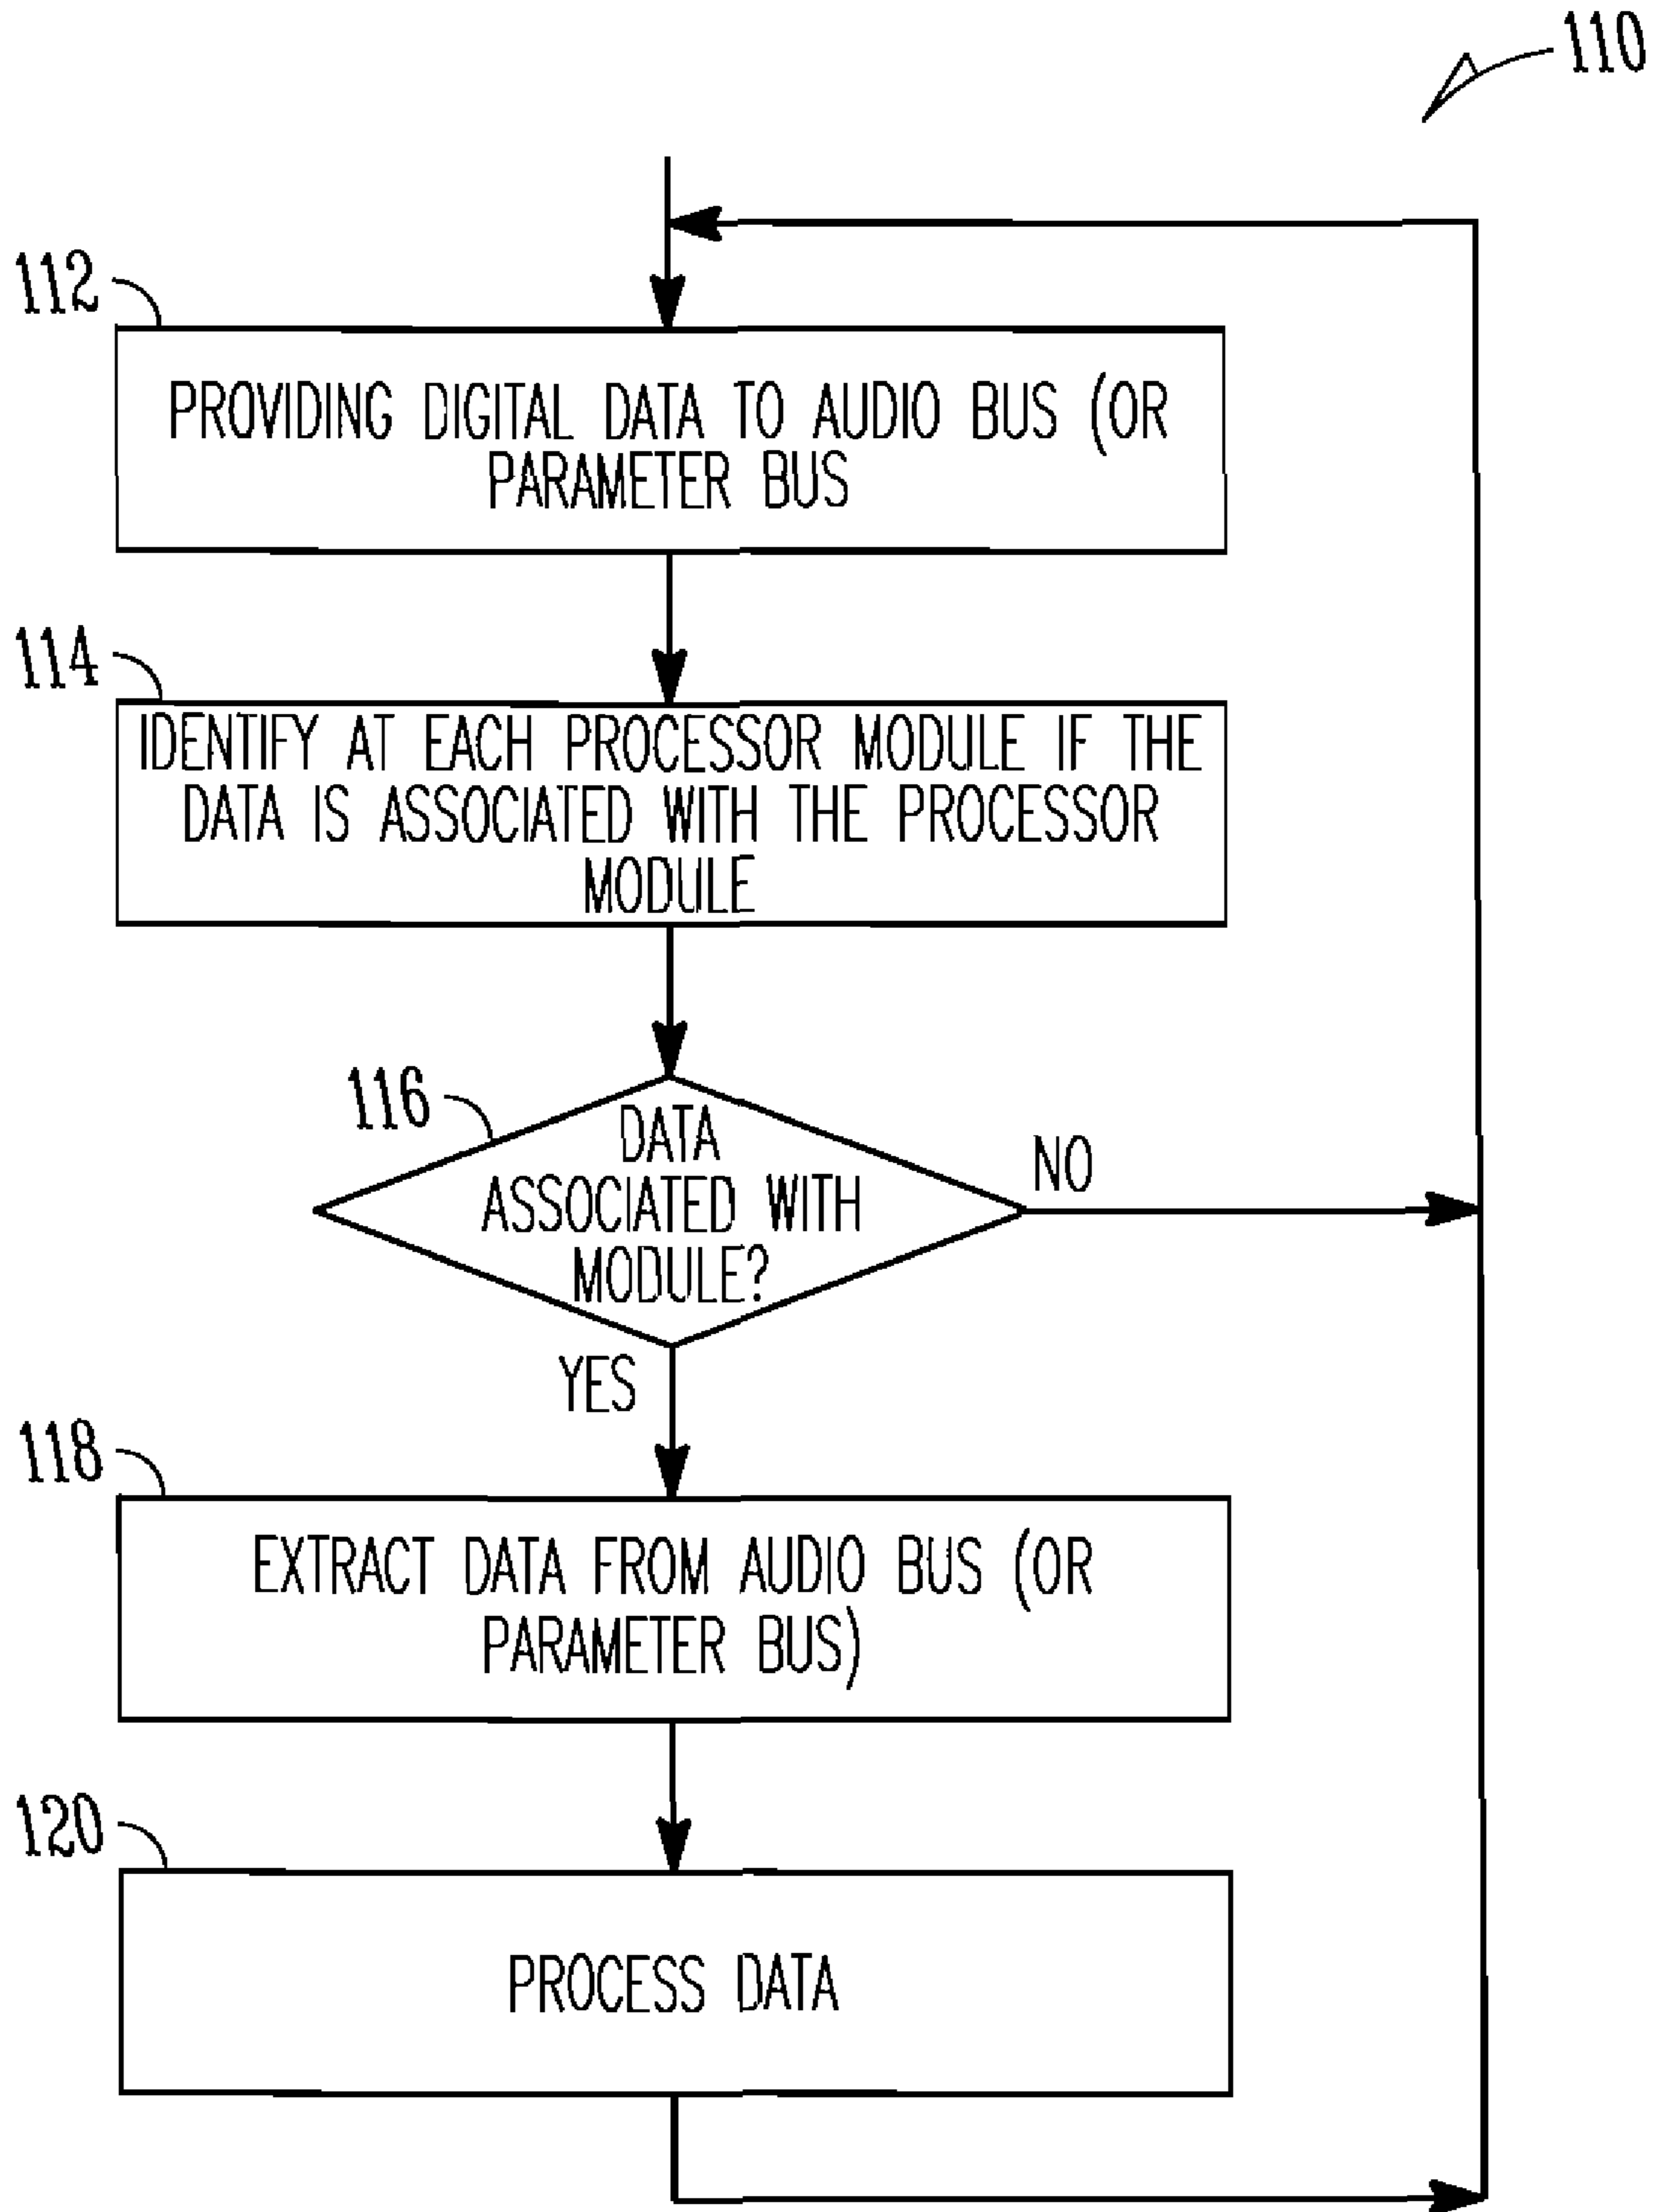 110
112
PROVIDING DIGITAL DATA TO AUDIO BUS (OR
PARAMETER BUS
114
IDENTIFY AT EACH PROCESSOR MODULE IF THE
DATA IS ASSOCIATED WITH THE PROCESSOR
MODULE
116
DATA
ASSOCIATED WITH
MODULE?
NO
YES
118
EXTRACT DATA FROM AUDIO BUS (OR
PARAMETER BUS)
120
PROCESS DATA